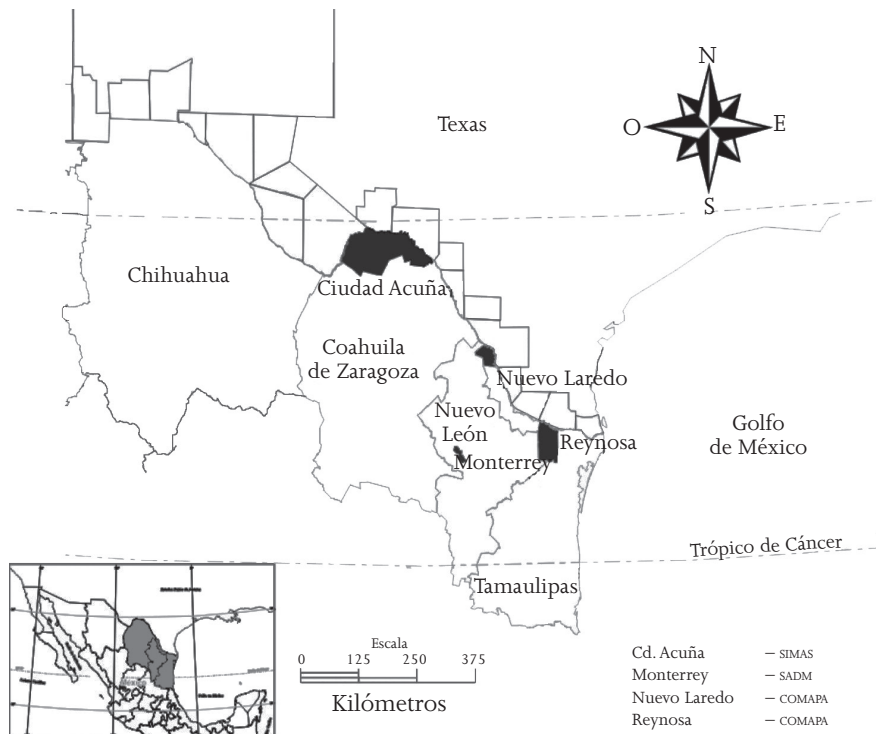 N
Texas
O
E
S
Chihuahua
Ciudad Acuña
Coahuila
de Zaragoza
Nuevo Laredo
Nuevo
León
Golfo
de México
Reynosa
Monterrey
Trópico de Cáncer
Tamaulipas
Escala
0 125 250 375
Kilómetros
Cd. Acuña – SIMAS
Monterrey – SADM
Nuevo Laredo – COMAPA
Reynosa – COMAPA